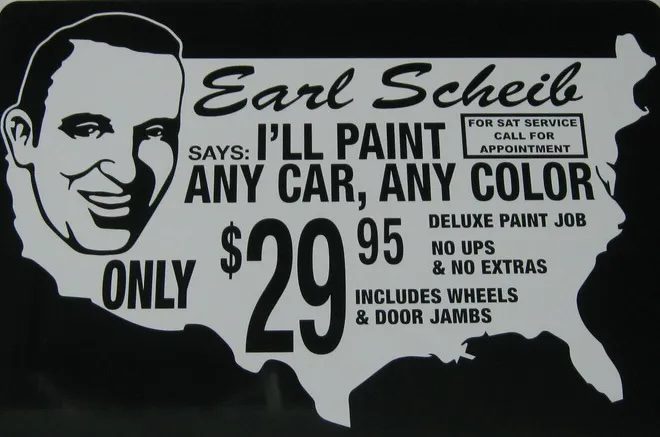 Earl Scheib
SAYS: I'LL PAINT
FOR SAT SERVICE
CALL FOR
APPOINTMENT
ANY CAR, ANY COLOR
ONLY $29 95
DELUXE PAINT JOB
NO UPS
& NO EXTRAS
INCLUDES WHEELS
& DOOR JAMBS